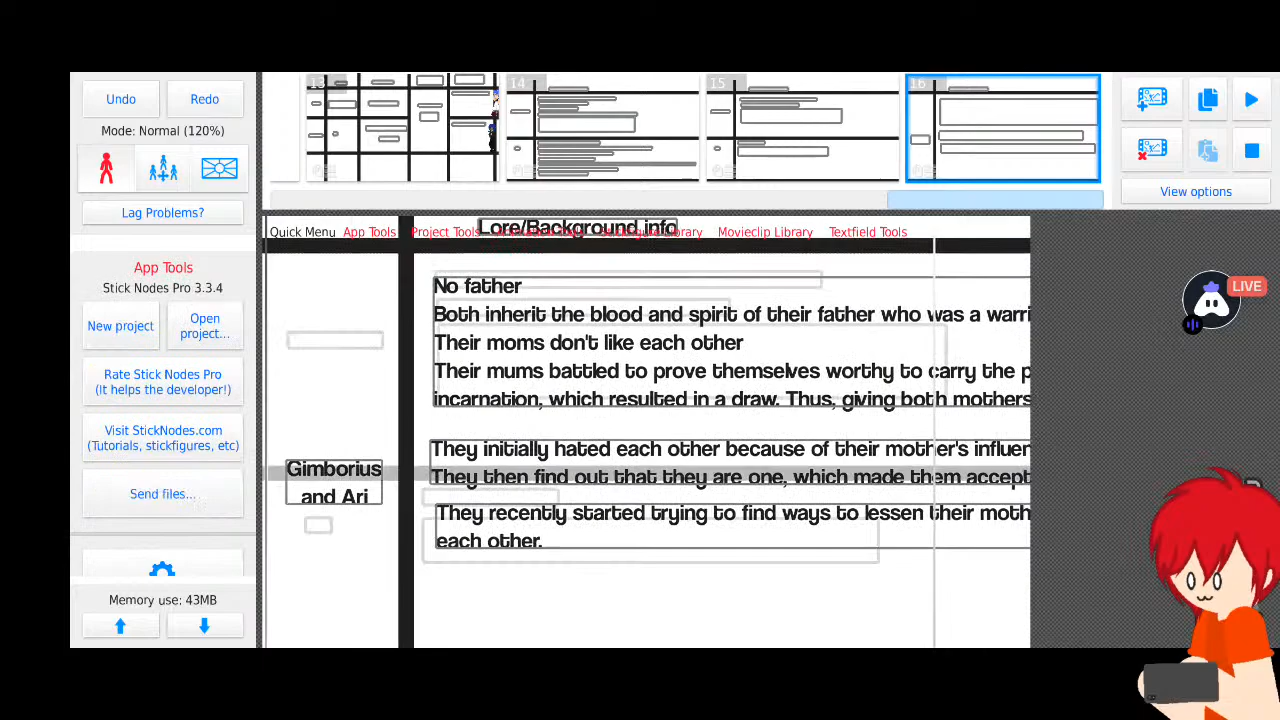 Undo
Redo
Mode: Normal (120%)
Lag Problems?
App Tools
Stick Nodes Pro 3.3.4
New project
Open
project...
Rate Stick Nodes Pro
(It helps the developer!)
Visit StickNodes.com
(Tutorials, stickfigures, etc)
Send files...
Memory use: 43MB
13
14
15
16
View options
LIVE
Lore/Background info
Quick Menu
App Tools
Project Tools
Library
Movieclip Library
Textfield Tools
No father
Both inherit the blood and spirit of their father who was a warri
Their moms don't like each other
Their mums battled to prove themselves worthy to carry the p
incarnation, which resulted in a draw. Thus, giving both mothers
Gimborius
and Ari
They initially hated each other because of their mother's influen
They then find out that they are one, which made them accept
They recently started trying to find ways to lessen their moth
each other.